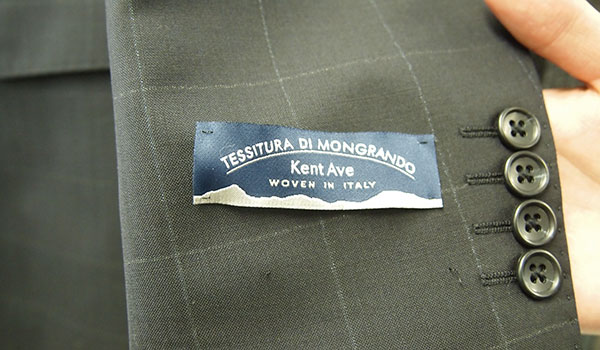 TESSITURA DI MONGRANDO
Kent Ave
WOVEN IN ITALY